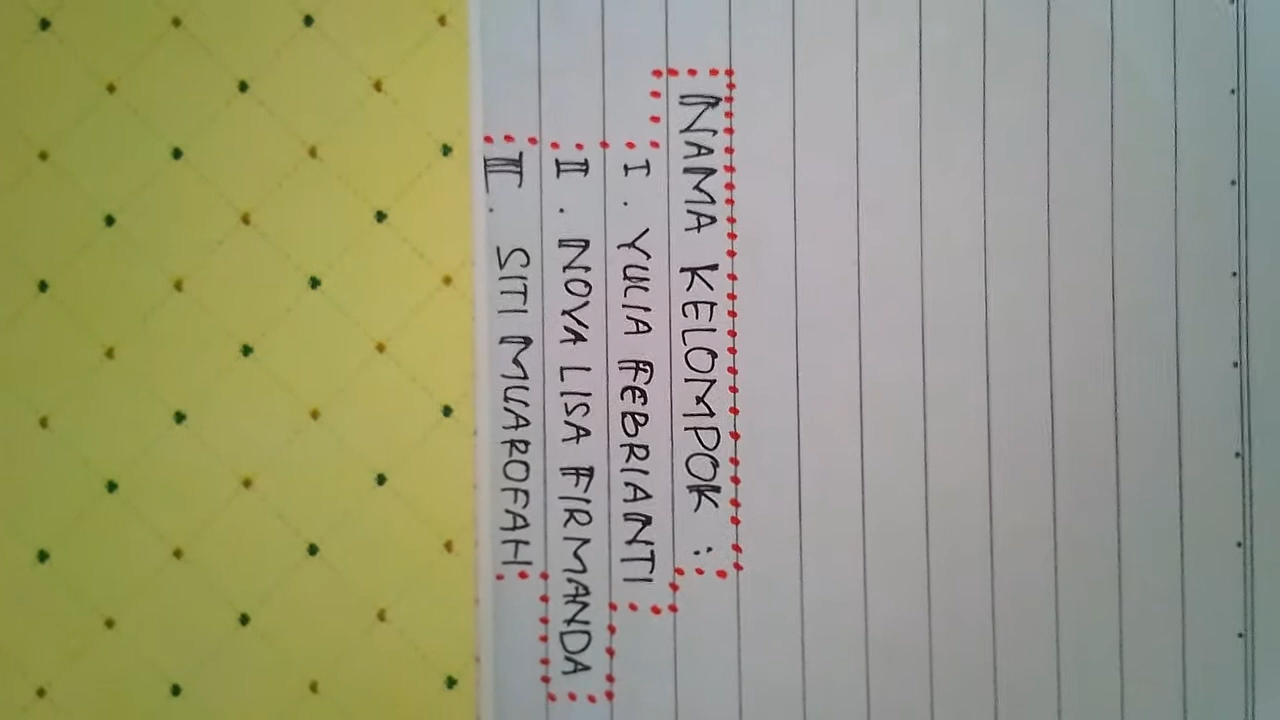 NAMA KELOMPOK :
I. YULIA FEBRIANTI
II. NOVA LISA FIRMANDA
III. SITI MUAROFAH